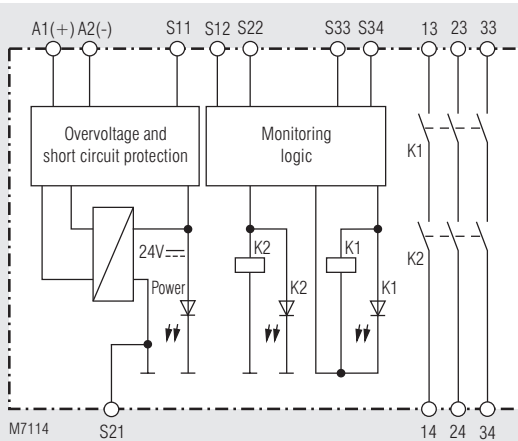 A1(+) A2(-) S11 S12 S22 S33 S34 13 23 33
Overvoltage and
short circuit protection
Monitoring
logic
K1
24V
K2
K1
K2
Power
K2
K1
M7114
S21
14 24 34